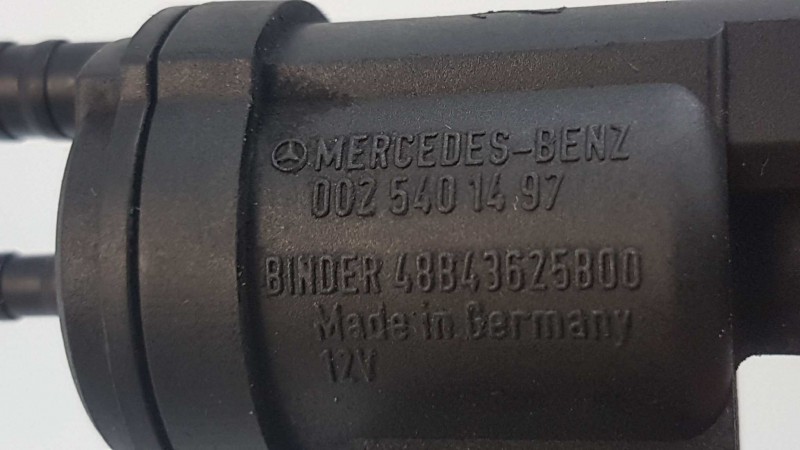 MERCEDES-BENZ
002 540 14 97
BINDER 48B43625B00
Made in Germany
12V